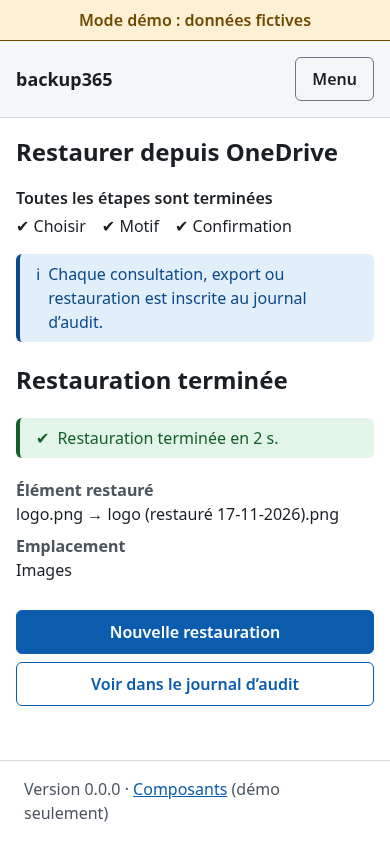 Mode démo : données fictives
backup365
Menu
Restaurer depuis OneDrive
Toutes les étapes sont terminées
✔ Choisir ✔ Motif ✔ Confirmation
i Chaque consultation, export ou
restauration est inscrite au journal
d’audit.
Restauration terminée
✔ Restauration terminée en 2 s.
Élément restauré
logo.png → logo (restauré 17-11-2026).png
Emplacement
Images
Nouvelle restauration
Voir dans le journal d’audit
Version 0.0.0 · Composants (démo
seulement)